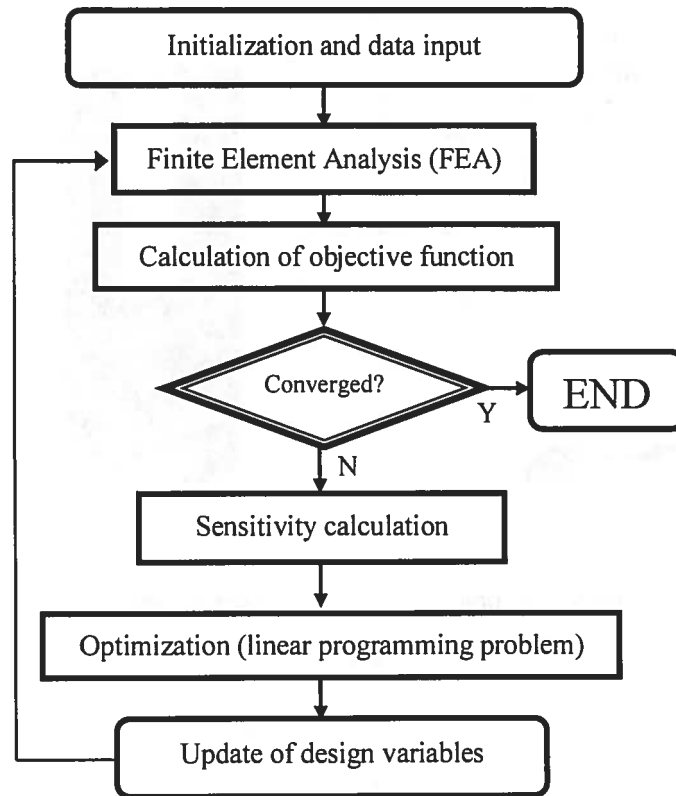 Initialization and data input
Finite Element Analysis (FEA)
Calculation of objective function
Converged?
Y
END
N
Sensitivity calculation
Optimization (linear programming problem)
Update of design variables